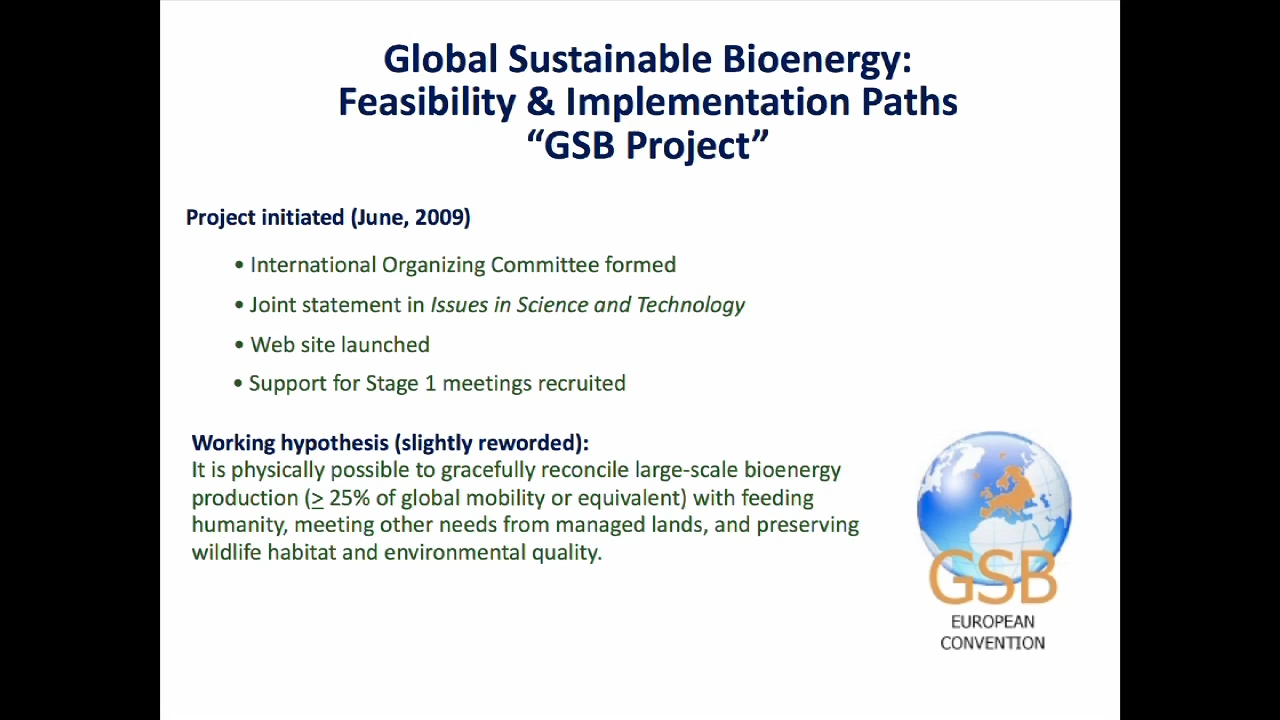 Global Sustainable Bioenergy:
Feasibility & Implementation Paths
“GSB Project”
Project initiated (June, 2009)
• International Organizing Committee formed
• Joint statement in Issues in Science and Technology
• Web site launched
• Support for Stage 1 meetings recruited
Working hypothesis (slightly reworded):
It is physically possible to gracefully reconcile large-scale bioenergy
production (≥ 25% of global mobility or equivalent) with feeding
humanity, meeting other needs from managed lands, and preserving
wildlife habitat and environmental quality.
GSB
EUROPEAN
CONVENTION